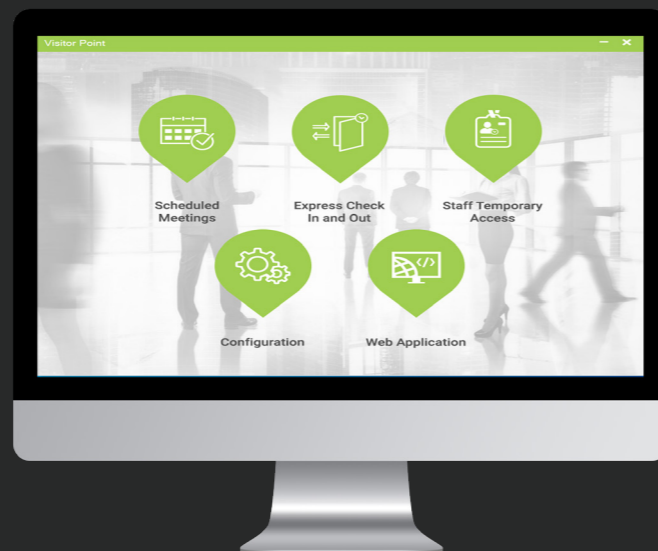 Visitor Point
Scheduled
Meetings
Express Check
In and Out
Staff Temporary
Access
Configuration
Web Application